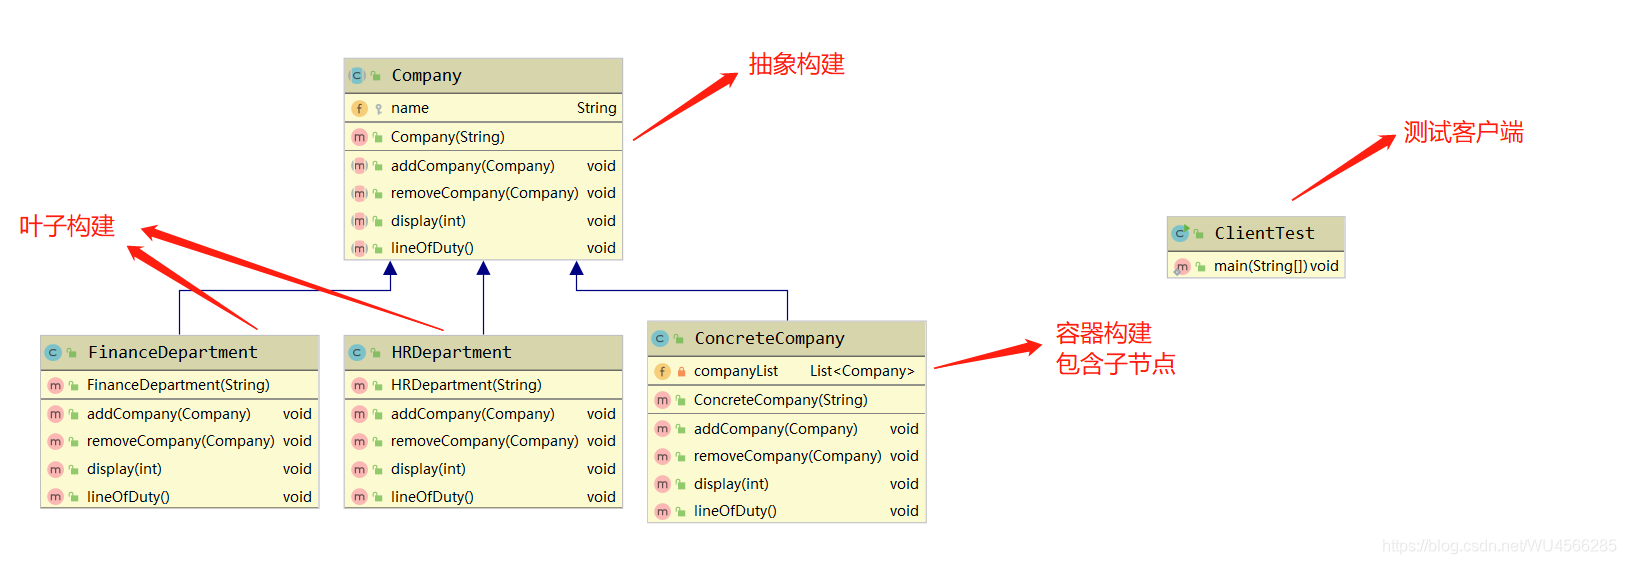 抽象构建
测试客户端
叶子构建
容器构建
包含子节点
Company
name String
Company(String)
addCompany(Company) void
removeCompany(Company) void
display(int) void
lineOfDuty() void
ClientTest
main(String[]) void
FinanceDepartment
FinanceDepartment(String)
addCompany(Company) void
removeCompany(Company) void
display(int) void
lineOfDuty() void
HRDepartment
HRDepartment(String)
addCompany(Company) void
removeCompany(Company) void
display(int) void
lineOfDuty() void
ConcreteCompany
companyList List<Company>
ConcreteCompany(String)
addCompany(Company) void
removeCompany(Company) void
display(int) void
lineOfDuty() void
https://blog.csdn.net/WU4566285